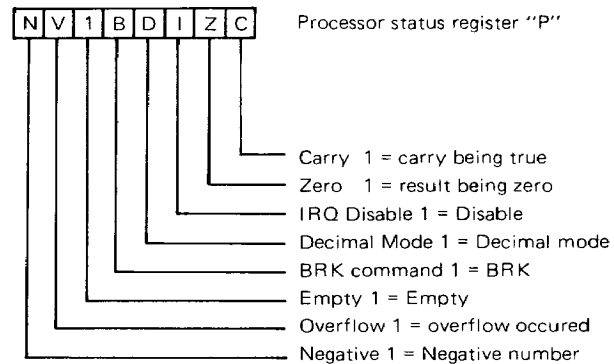 N V 1 B D I Z C
Processor status register "P"
Carry 1 = carry being true
Zero 1 = result being zero
IRQ Disable 1 = Disable
Decimal Mode 1 = Decimal mode
BRK command 1 = BRK
Empty 1 = Empty
Overflow 1 = overflow occured
Negative 1 = Negative number